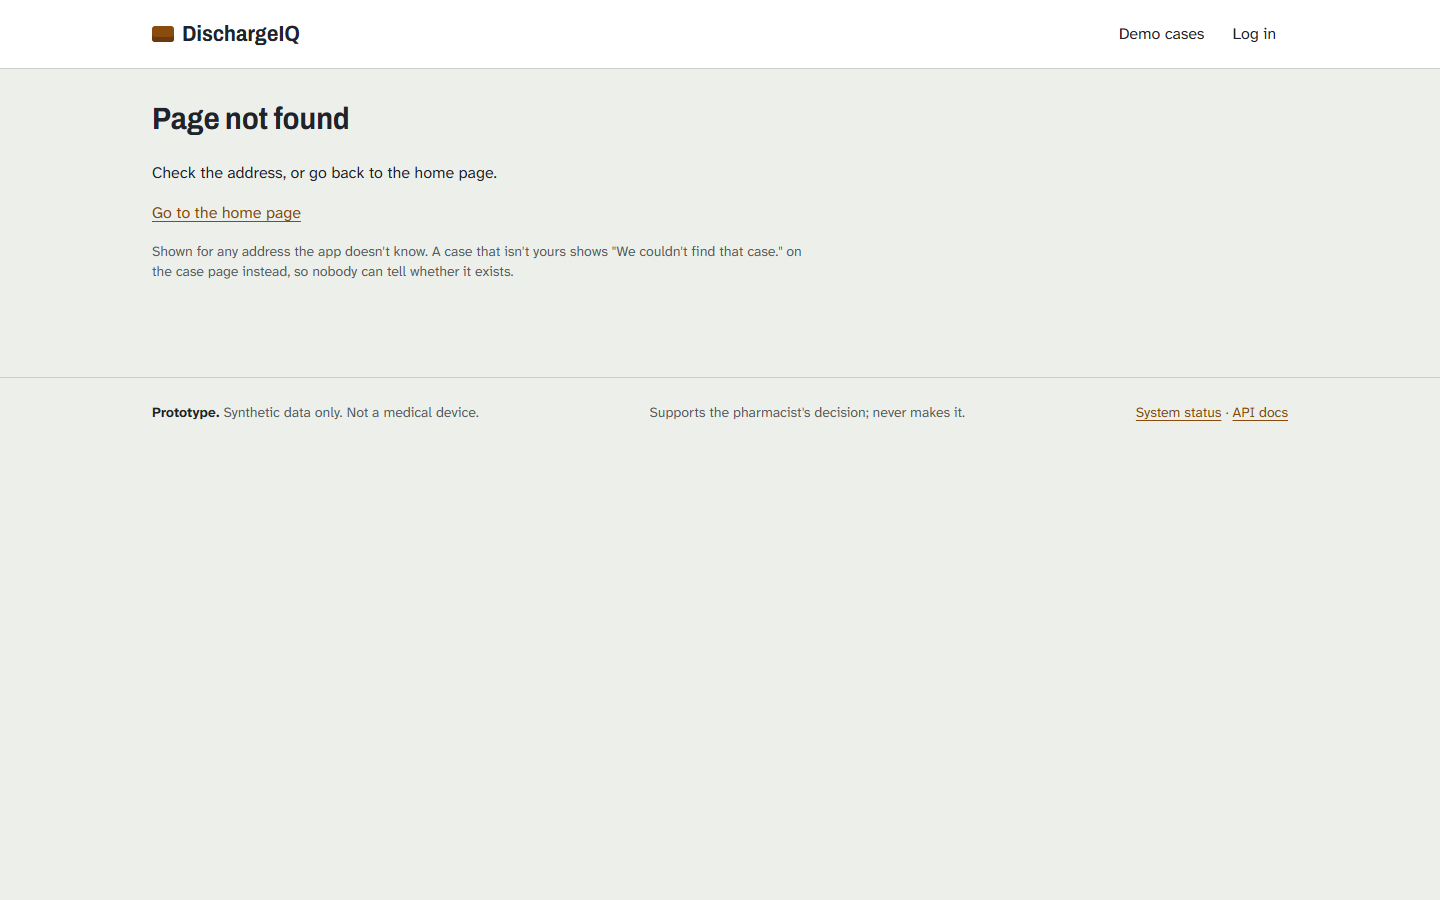 DischargeIQ
Demo cases
Log in
Page not found
Check the address, or go back to the home page.
Go to the home page
Shown for any address the app doesn't know. A case that isn't yours shows "We couldn't find that case." on
the case page instead, so nobody can tell whether it exists.
Prototype. Synthetic data only. Not a medical device.
Supports the pharmacist's decision; never makes it.
System status · API docs